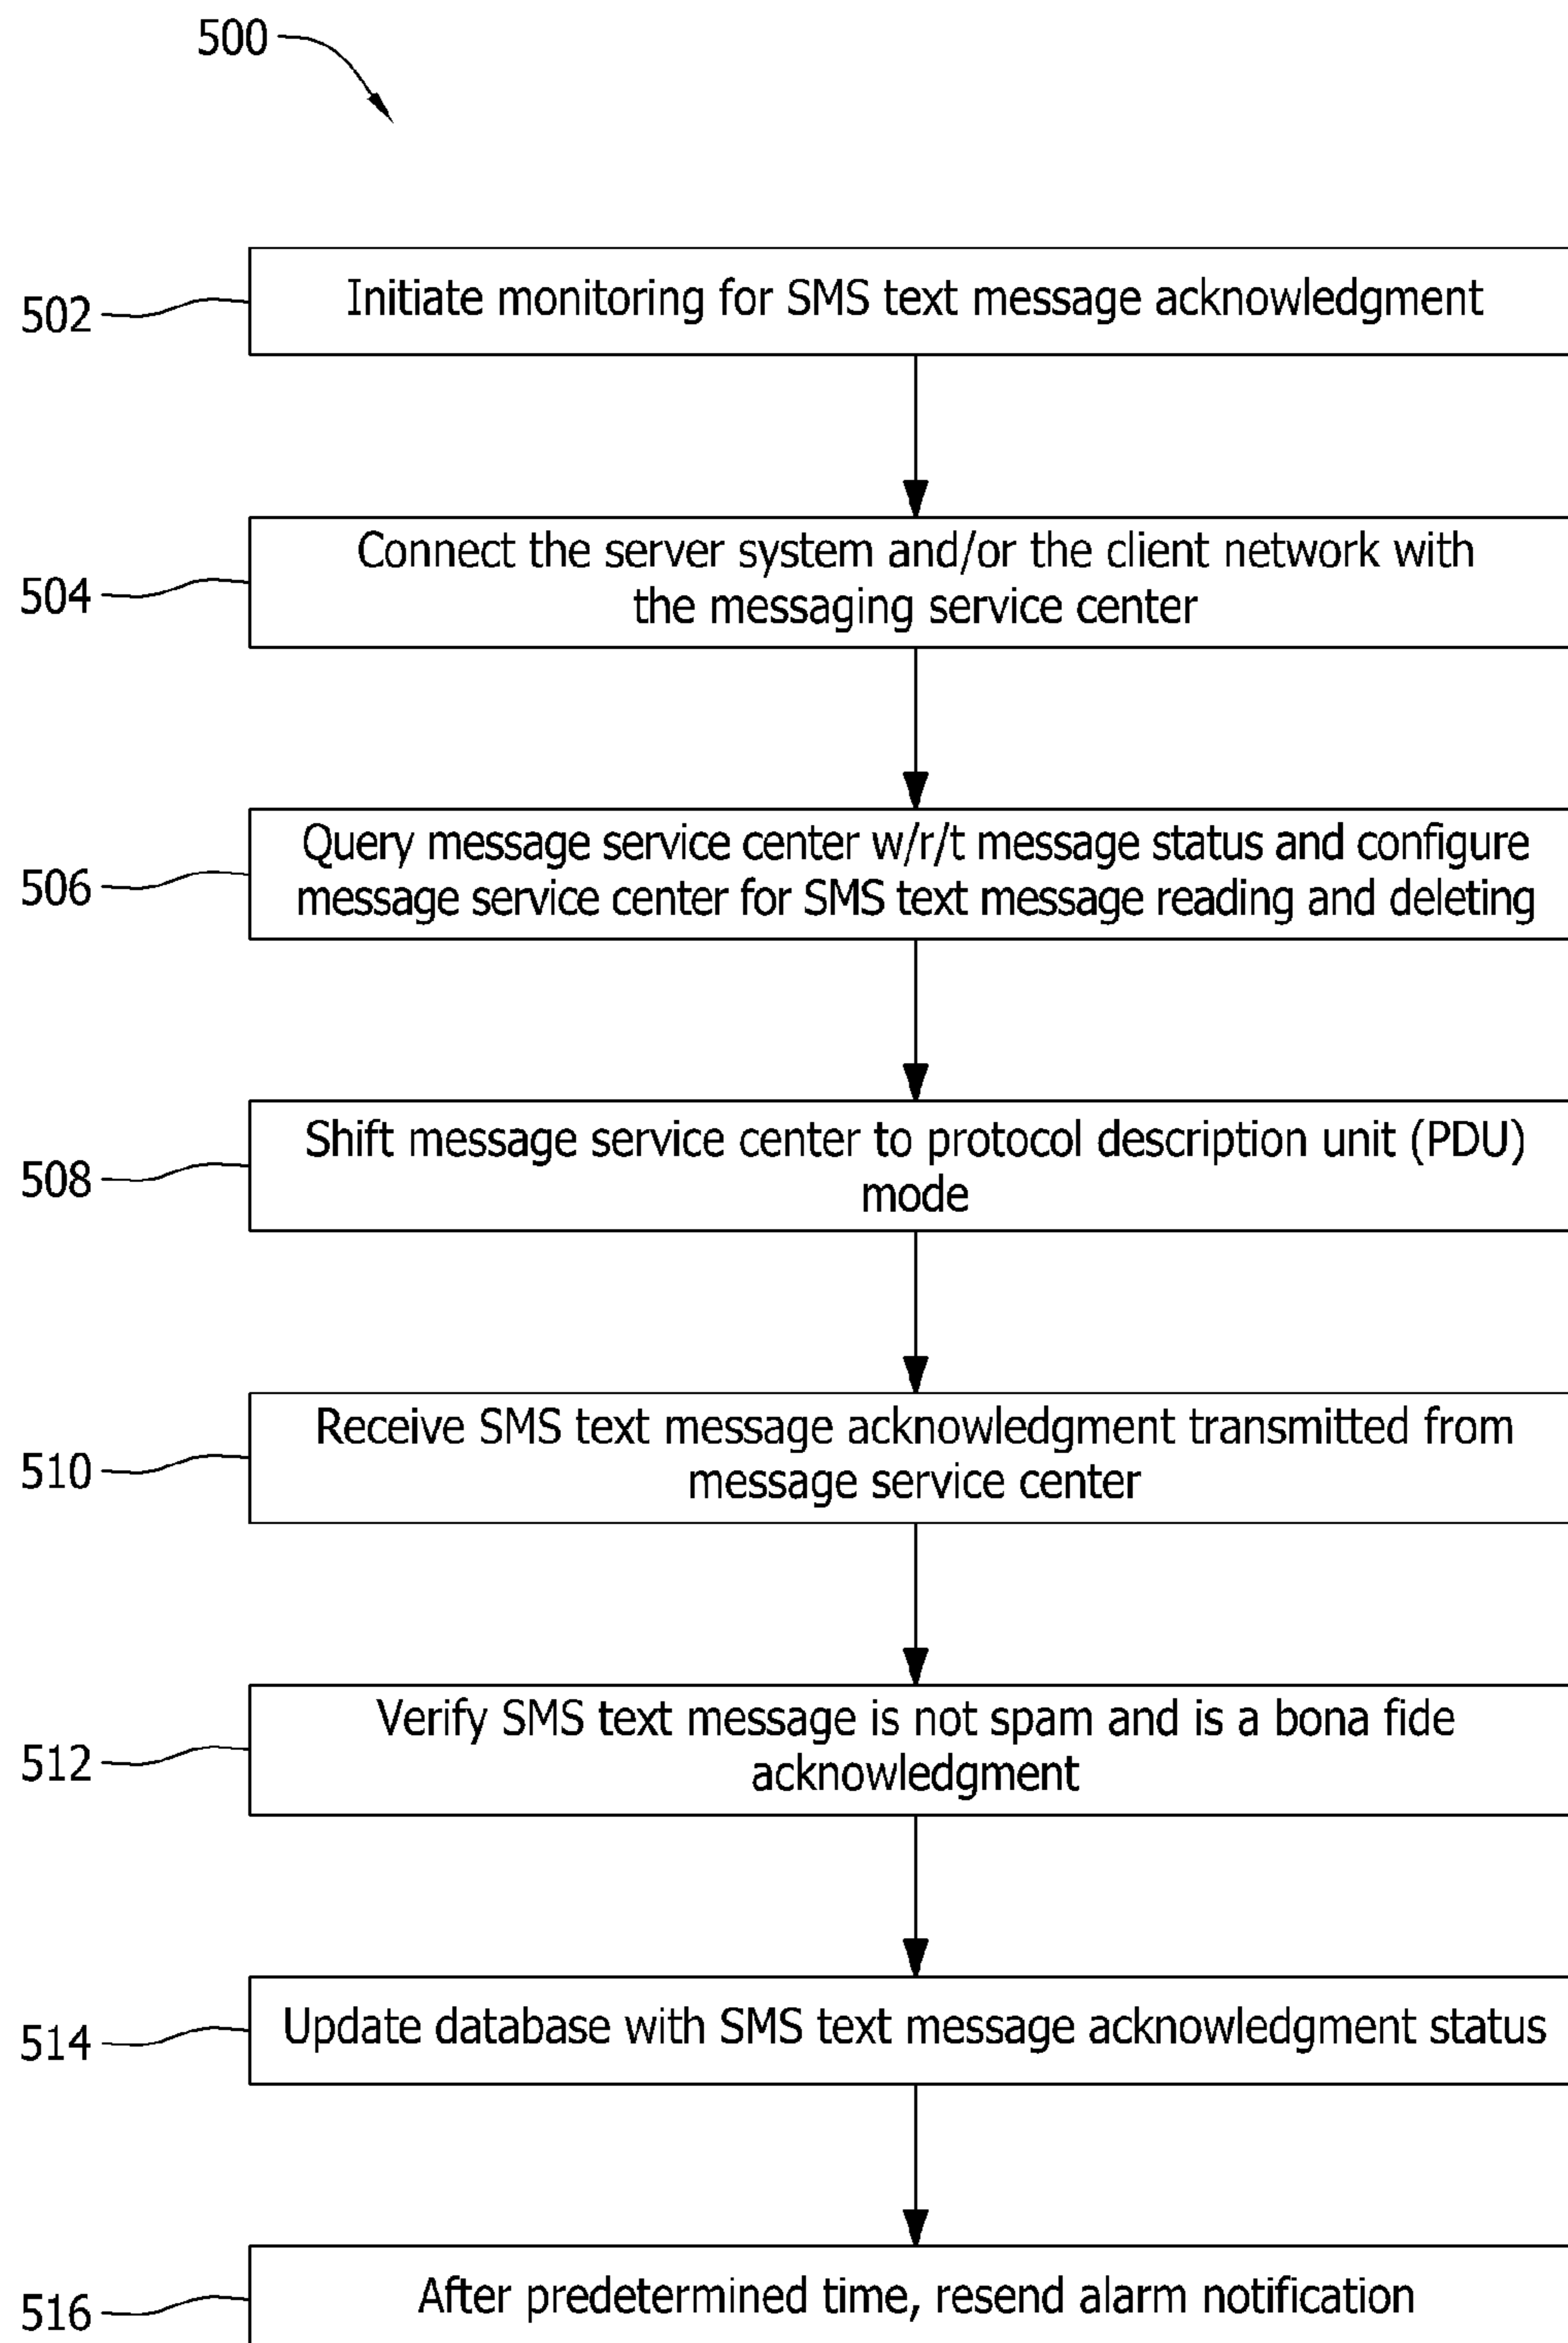 500
502
Initiate monitoring for SMS text message acknowledgment
504
Connect the server system and/or the client network with
the messaging service center
506
Query message service center w/r/t message status and configure
message service center for SMS text message reading and deleting
508
Shift message service center to protocol description unit (PDU)
mode
510
Receive SMS text message acknowledgment transmitted from
message service center
512
Verify SMS text message is not spam and is a bona fide
acknowledgment
514
Update database with SMS text message acknowledgment status
516
After predetermined time, resend alarm notification